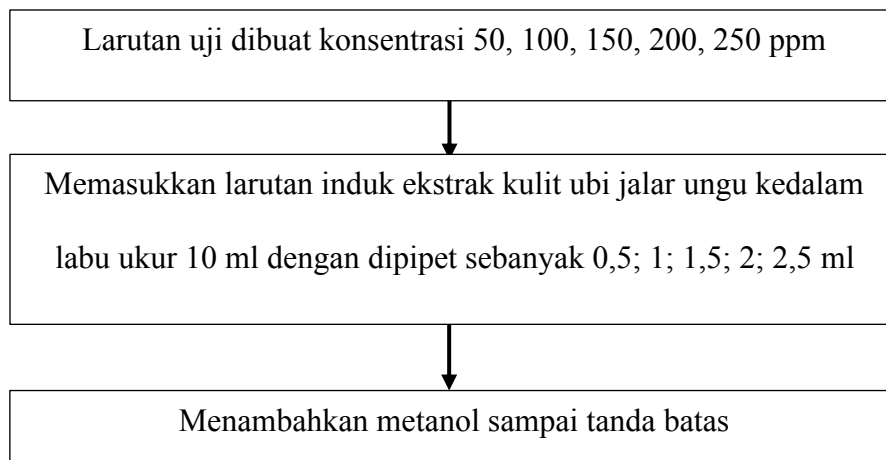 Larutan uji dibuat konsentrasi 50, 100, 150, 200, 250 ppm
Memasukkan larutan induk ekstrak kulit ubi jalar ungu kedalam
labu ukur 10 ml dengan dipipet sebanyak 0,5; 1; 1,5; 2; 2,5 ml
Menambahkan metanol sampai tanda batas